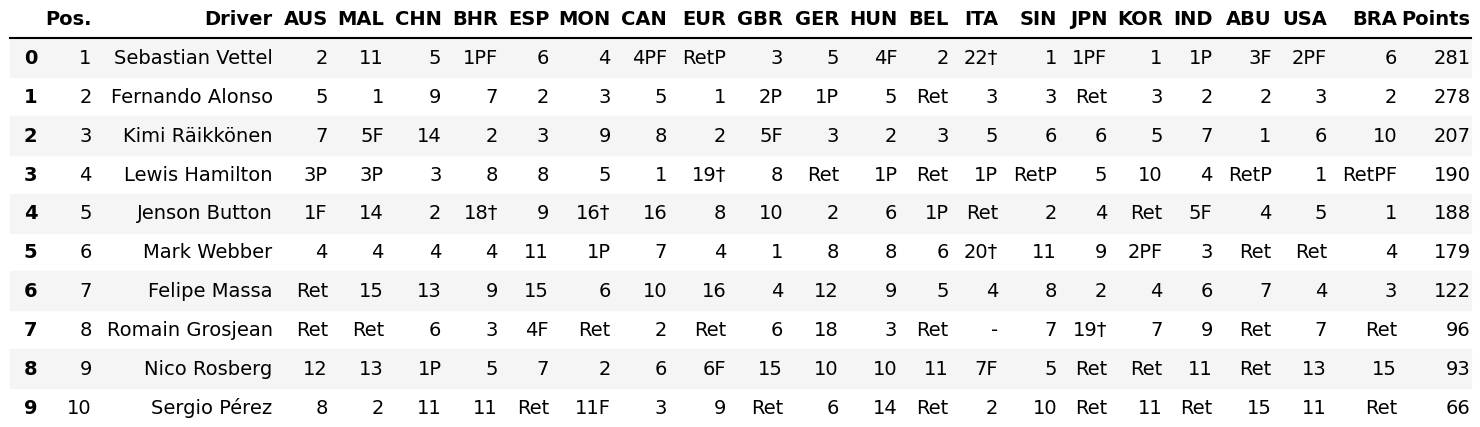 Pos. Driver AUS MAL CHN BHR ESP MON CAN EUR GBR GER HUN BEL ITA SIN JPN KOR IND ABU USA BRA Points
0 1 Sebastian Vettel 2 11 5 1PF 6 4 4PF RetP 3 5 4F 2 22† 1 1PF 1 1P 3F 2PF 6 281
1 2 Fernando Alonso 5 1 9 7 2 3 5 1 2P 1P 5 Ret 3 3 Ret 3 2 2 3 2 278
2 3 Kimi Räikkönen 7 5F 14 2 3 9 8 2 5F 3 2 3 5 6 6 5 7 1 6 10 207
3 4 Lewis Hamilton 3P 3P 3 8 8 5 1 19† 8 Ret 1P Ret 1P RetP 5 10 4 RetP 1 RetPF 190
4 5 Jenson Button 1F 14 2 18† 9 16† 16 8 10 2 6 1P Ret 2 4 Ret 5F 4 5 1 188
5 6 Mark Webber 4 4 4 4 11 1P 7 4 1 8 8 6 20† 11 9 2PF 3 Ret Ret 4 179
6 7 Felipe Massa Ret 15 13 9 15 6 10 16 4 12 9 5 4 8 2 4 6 7 4 3 122
7 8 Romain Grosjean Ret Ret 6 3 4F Ret 2 Ret 6 18 3 Ret - 7 19† 7 9 Ret 7 Ret 96
8 9 Nico Rosberg 12 13 1P 5 7 2 6 6F 15 10 10 11 7F 5 Ret Ret 11 Ret 13 15 93
9 10 Sergio Pérez 8 2 11 11 Ret 11F 3 9 Ret 6 14 Ret 2 10 Ret 11 Ret 15 11 Ret 66